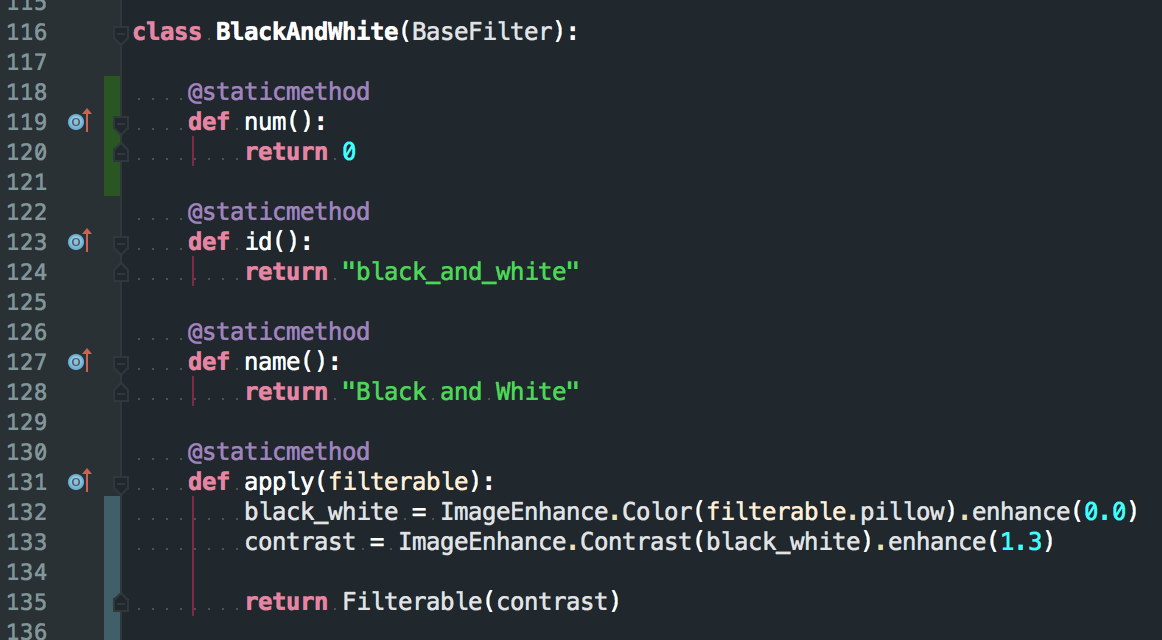 115
116 class BlackAndWhite(BaseFilter):
117
118     @staticmethod
119     def num():
120         return 0
121
122     @staticmethod
123     def id():
124         return "black_and_white"
125
126     @staticmethod
127     def name():
128         return "Black and White"
129
130     @staticmethod
131     def apply(filterable):
132         black_white = ImageEnhance.Color(filterable.pillow).enhance(0.0)
133         contrast = ImageEnhance.Contrast(black_white).enhance(1.3)
134
135         return Filterable(contrast)
136